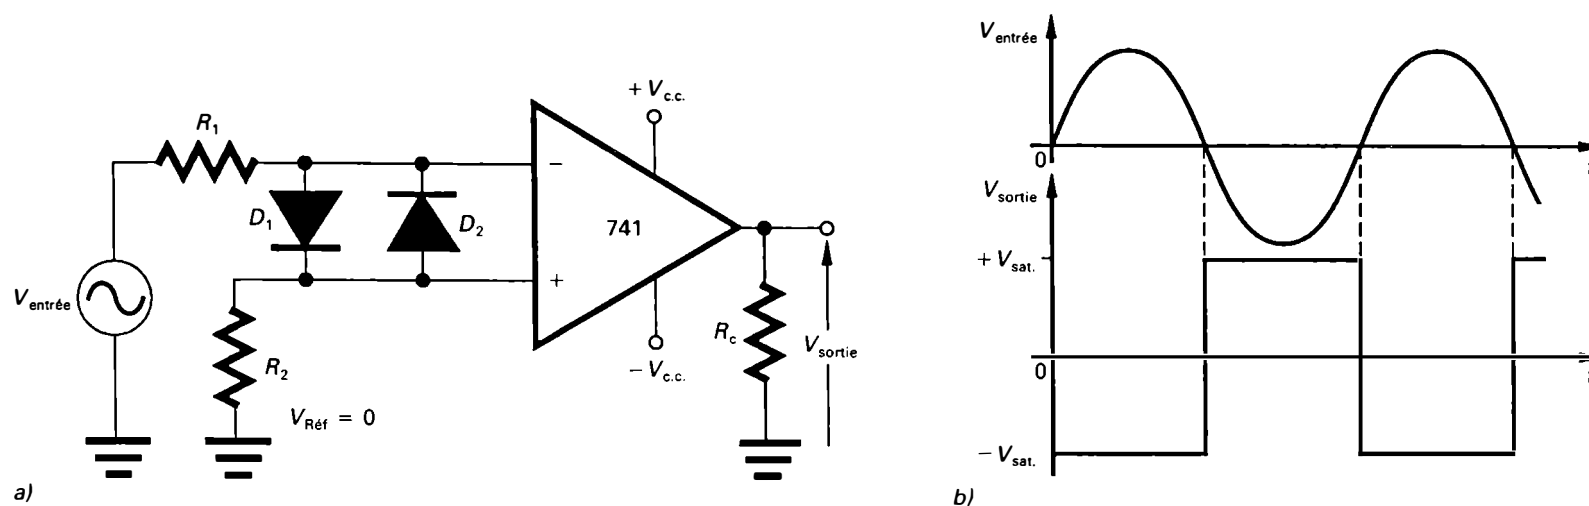 R1
D1
D2
−
+
741
+ Vc.c.
− Vc.c.
Ventrée
R2
VRéf = 0
Rc
Vsortie
a)
Ventrée
0
Vsortie
+ Vsat.
0
− Vsat.
b)